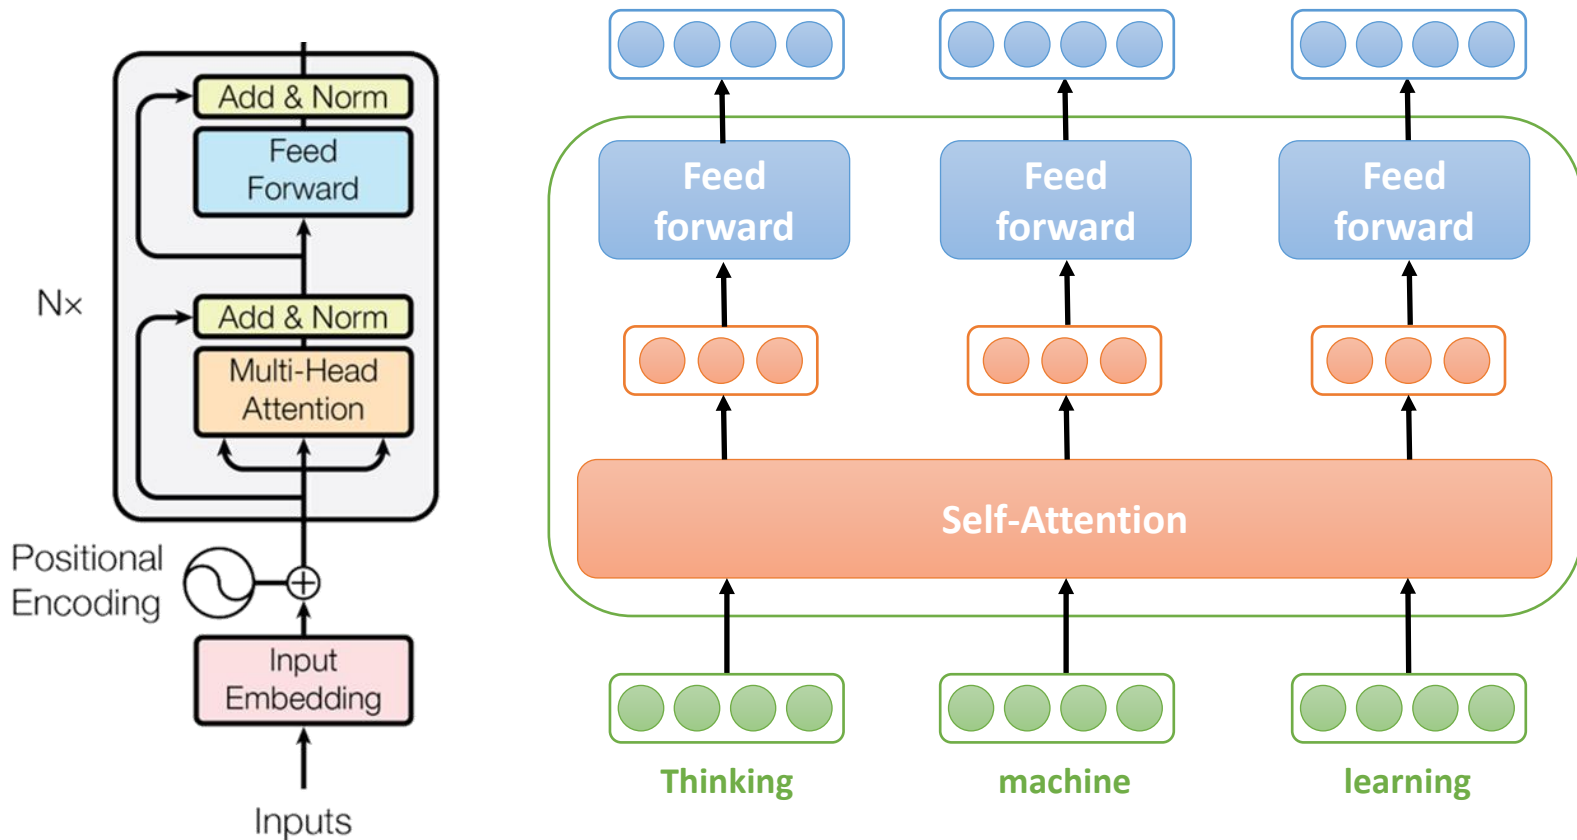 Add & Norm
Feed
Forward
N×
Add & Norm
Multi-Head
Attention
Positional
Encoding
Input
Embedding
Inputs
Feed
forward
Feed
forward
Feed
forward
Self-Attention
Thinking
machine
learning